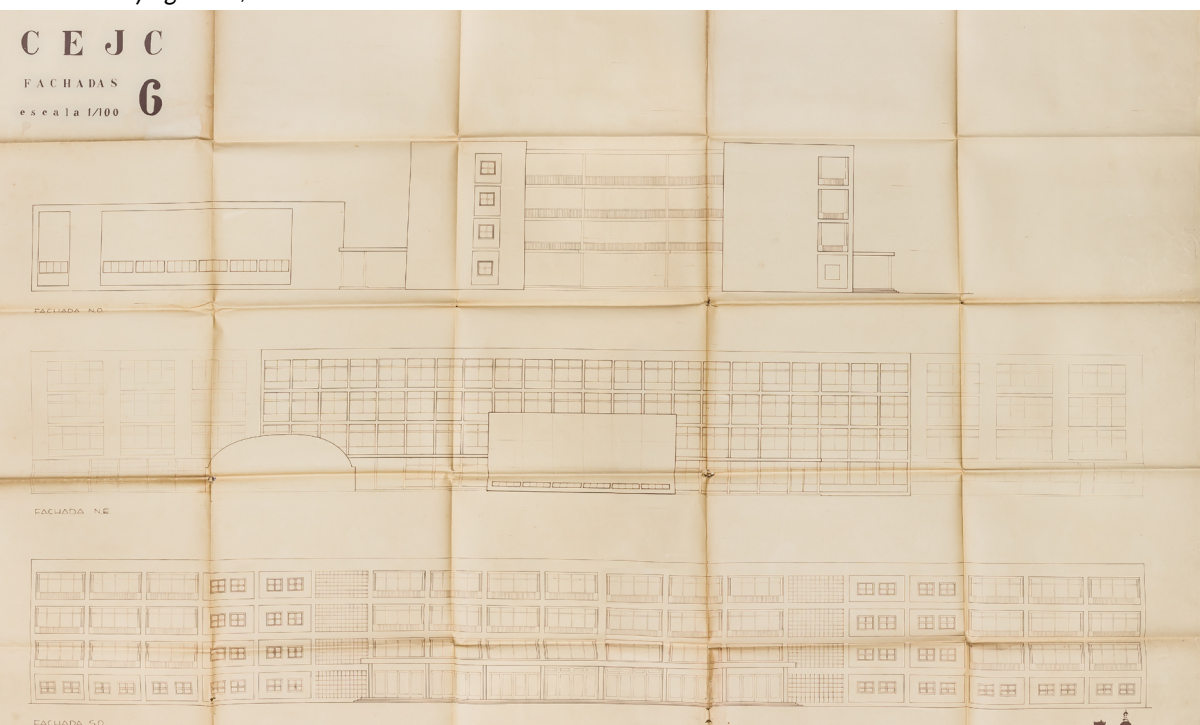 C E J C
FACHADAS
6
escala 1/100
FACHADA N.O.
FACHADA N.E.
FACHADA S.O.